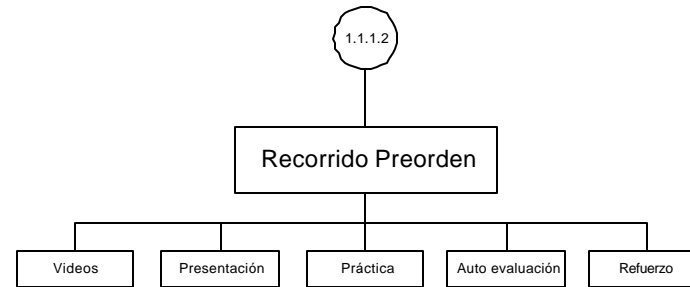 1.1.1.2
Recorrido Preorden
Videos
Presentación
Práctica
Auto evaluación
Refuerzo